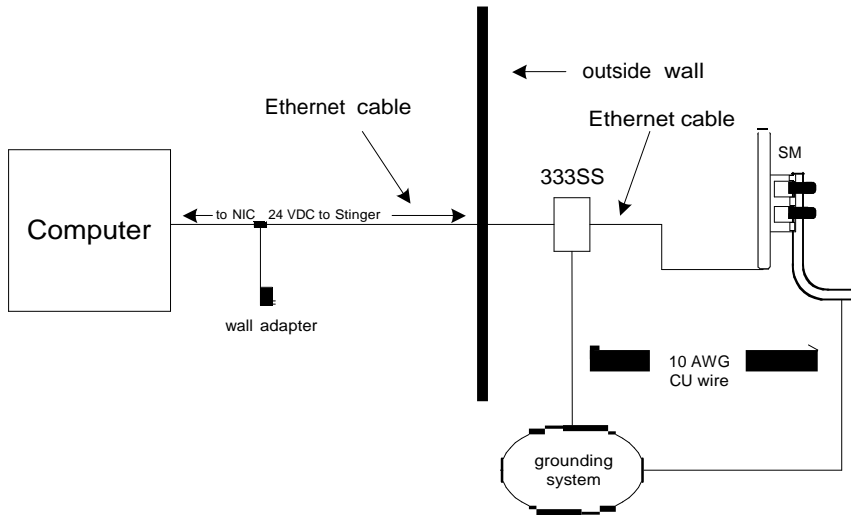 outside wall
Ethernet cable
Ethernet cable
SM
333SS
to NIC
24 VDC to Stinger
Computer
wall adapter
10 AWG
CU wire
grounding
system